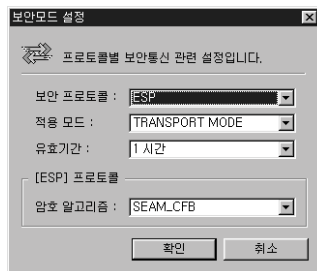 보안모드 설정
프로토콜별 보안통신 관련 설정입니다.
보안 프로토콜 : ESP
적용 모드 : TRANSPORT MODE
유효기간 : 1 시간
[ESP] 프로토콜
암호 알고리즘 : SEAM_CFB
확인 취소